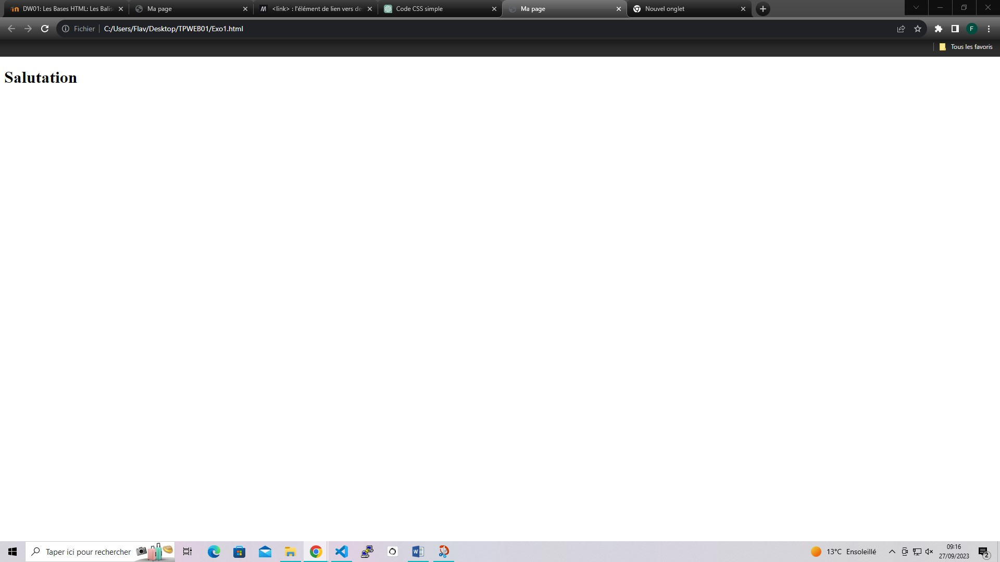 DW01: Les Bases HTML: Les Balis
Ma page
<link> : l'élément de lien vers de
Code CSS simple
Ma page
Nouvel onglet
Fichier
C:/Users/Flav/Desktop/TPWEB01/Exo1.html
F
Tous les favoris
Salutation
Taper ici pour rechercher
13°C Ensoleillé
09:16
27/09/2023
2